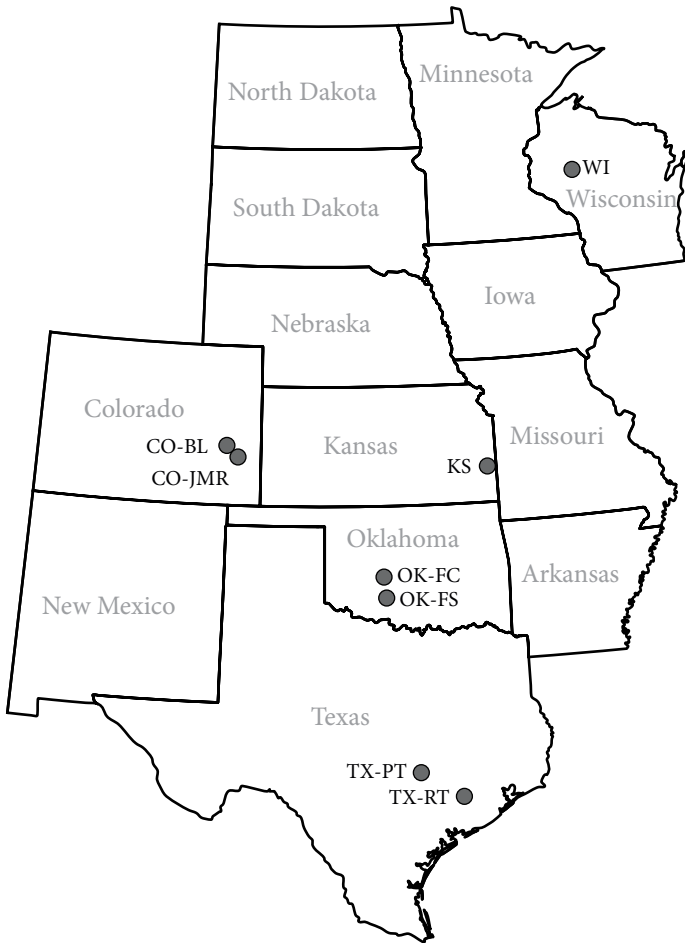 Minnesota
North Dakota
WI
Wisconsin
South Dakota
Iowa
Nebraska
Colorado
Missouri
CO-BL
Kansas
KS
CO-JMR
Oklahoma
OK-FC
Arkansas
OK-FS
New Mexico
Texas
TX-PT
TX-RT